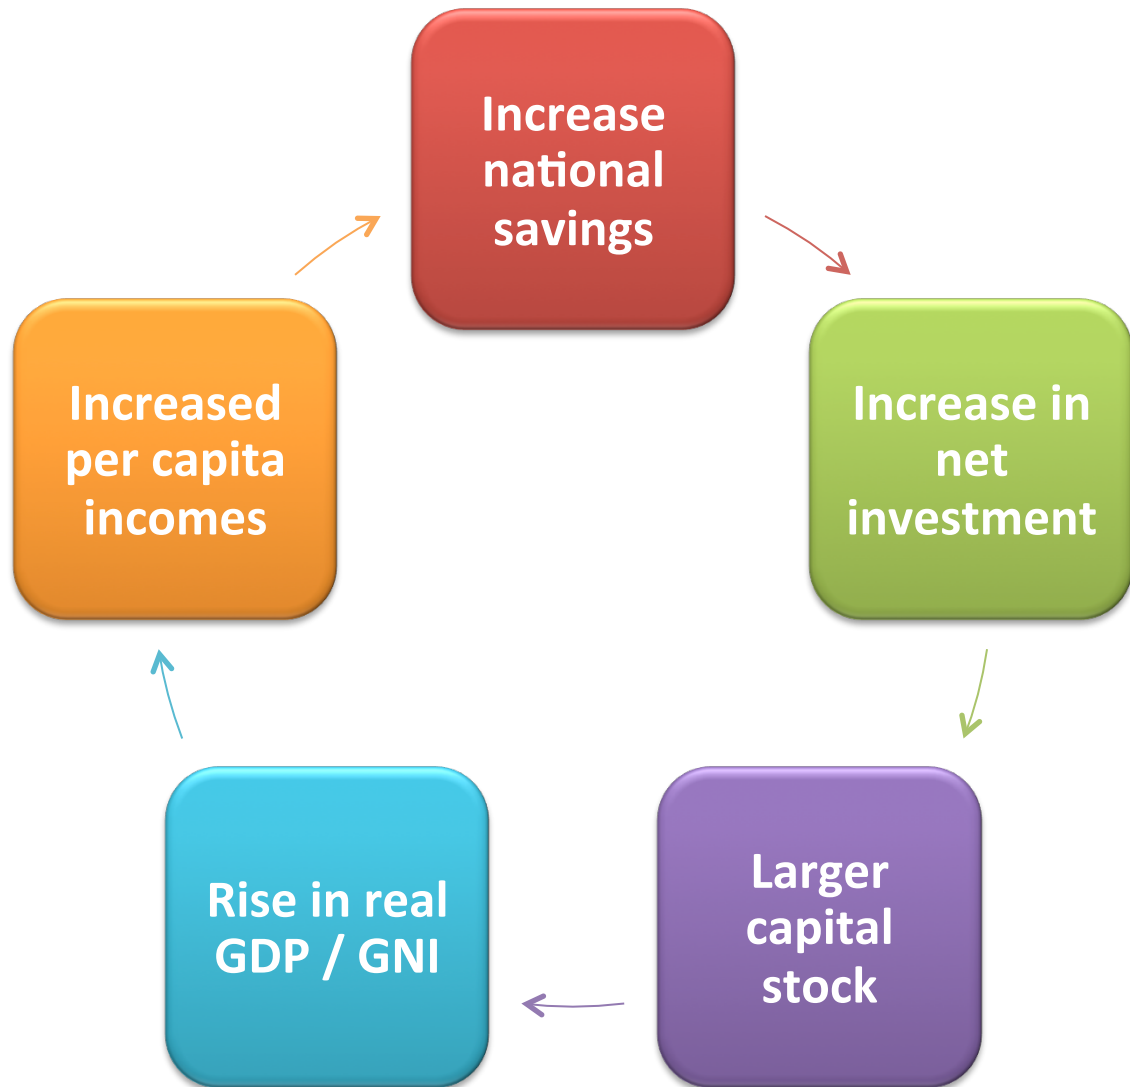 Increase
national
savings
Increase in
net
investment
Larger
capital
stock
Rise in real
GDP / GNI
Increased
per capita
incomes